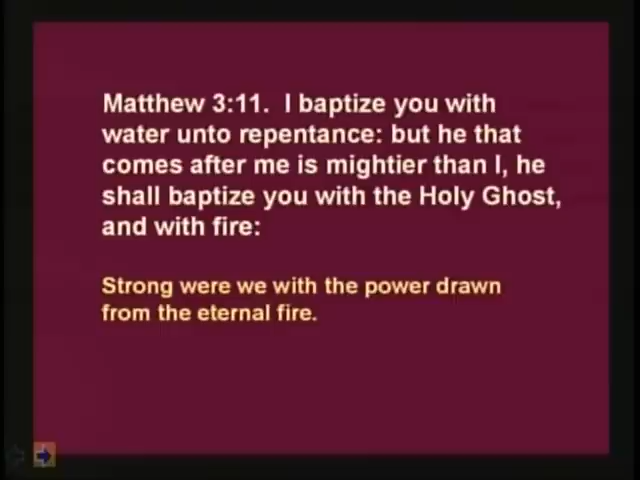 Matthew 3:11. I baptize you with
water unto repentance: but he that
comes after me is mightier than I, he
shall baptize you with the Holy Ghost,
and with fire:
Strong were we with the power drawn
from the eternal fire.